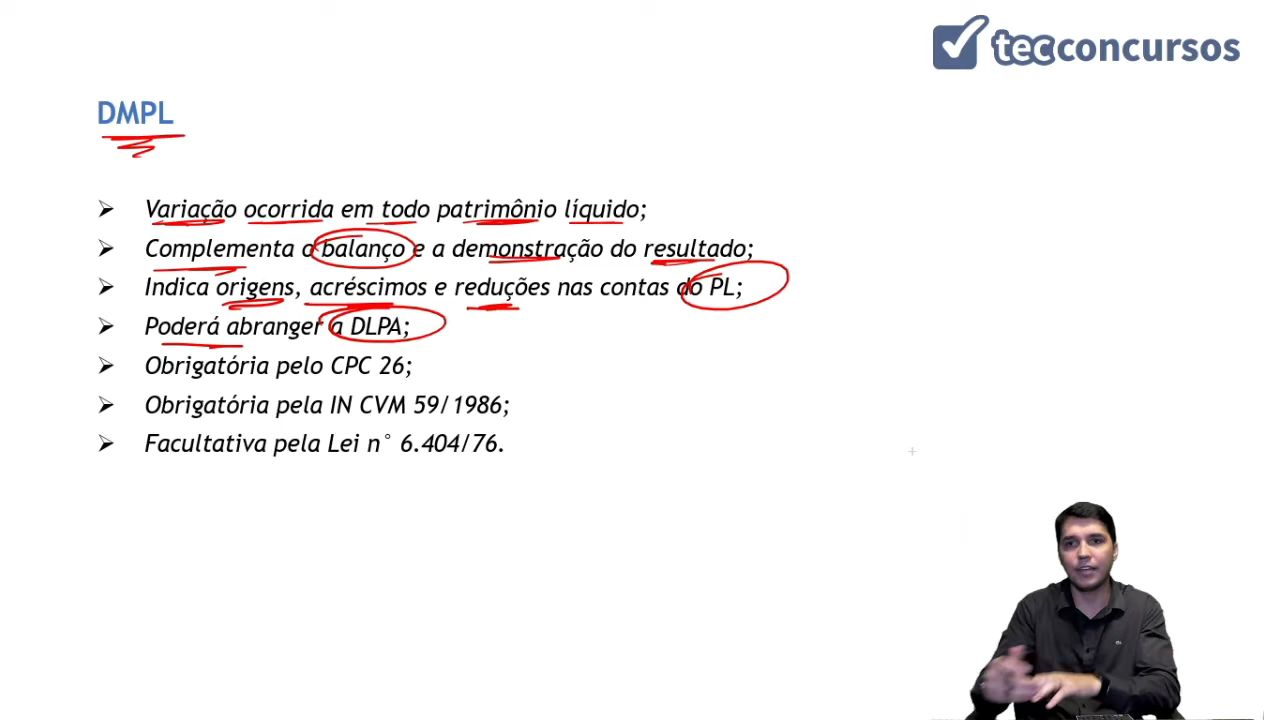 tecconcursos
DMPL
Variação ocorrida em todo patrimônio líquido;
Complementa o balanço e a demonstração do resultado;
Indica origens, acréscimos e reduções nas contas do PL;
Poderá abranger a DLPA;
Obrigatória pelo CPC 26;
Obrigatória pela IN CVM 59/1986;
Facultativa pela Lei n° 6.404/76.